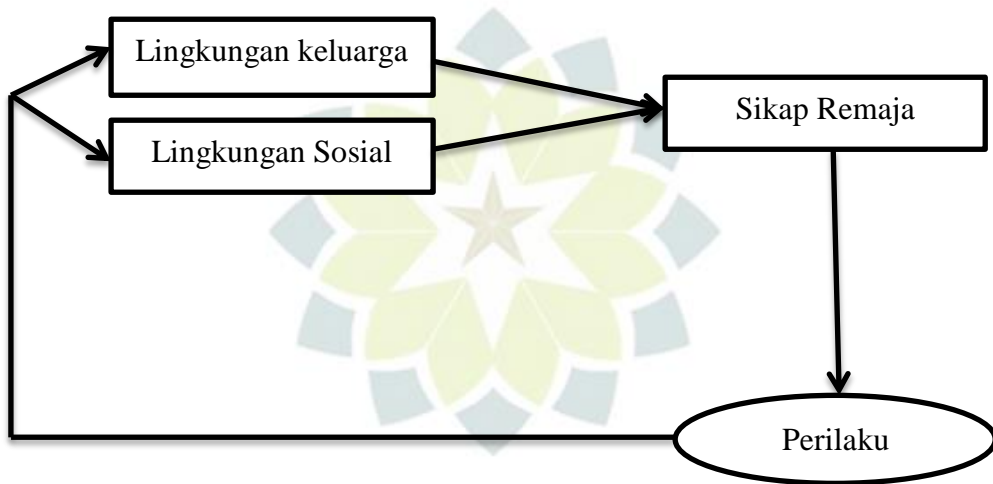 Lingkungan keluarga
Lingkungan Sosial
Sikap Remaja
Perilaku